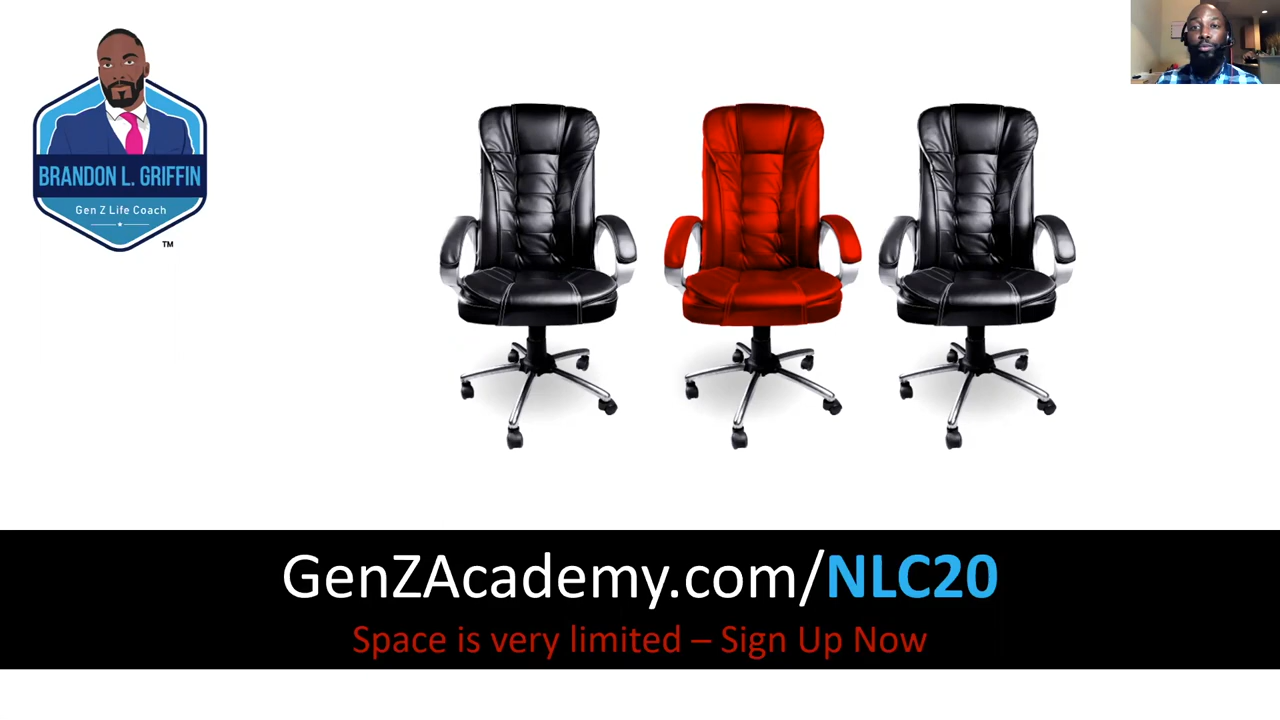 BRANDON L. GRIFFIN
Gen Z Life Coach
TM
GenZAcademy.com/NLC20
Space is very limited – Sign Up Now